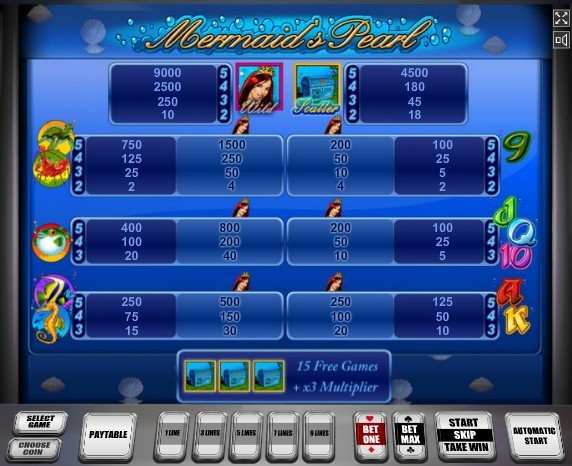 Mermaid's Pearl
9000 5 5 4500
2500 4 4 180
250 3 3 45
10 2 2 18
Wild Scatter
5 750 1500 200 100 5 9
4 125 250 50 25 4
3 25 50 10 5 3
2 2 4 4 2 2
5 400 800 200 100 5 J
4 100 200 50 25 4 Q
3 20 40 10 5 3 10
5 250 500 250 125 5 A
4 75 150 100 50 4 K
3 15 30 20 10 3
15 Free Games
+ x3 Multiplier
SELECT GAME
CHOOSE COIN
PAYTABLE
1 LINE
3 LINES
5 LINES
7 LINES
9 LINES
BET ONE
BET MAX
START
SKIP
TAKE WIN
AUTOMATIC START